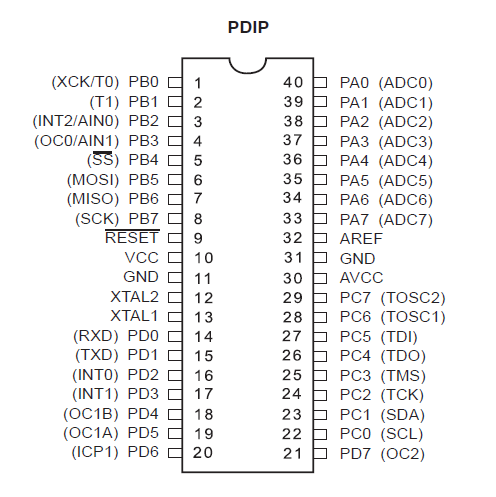 PDIP
(XCK/T0) PB0 1 40 PA0 (ADC0)
(T1) PB1 2 39 PA1 (ADC1)
(INT2/AIN0) PB2 3 38 PA2 (ADC2)
(OC0/AIN1) PB3 4 37 PA3 (ADC3)
(SS) PB4 5 36 PA4 (ADC4)
(MOSI) PB5 6 35 PA5 (ADC5)
(MISO) PB6 7 34 PA6 (ADC6)
(SCK) PB7 8 33 PA7 (ADC7)
RESET 9 32 AREF
VCC 10 31 GND
GND 11 30 AVCC
XTAL2 12 29 PC7 (TOSC2)
XTAL1 13 28 PC6 (TOSC1)
(RXD) PD0 14 27 PC5 (TDI)
(TXD) PD1 15 26 PC4 (TDO)
(INT0) PD2 16 25 PC3 (TMS)
(INT1) PD3 17 24 PC2 (TCK)
(OC1B) PD4 18 23 PC1 (SDA)
(OC1A) PD5 19 22 PC0 (SCL)
(ICP1) PD6 20 21 PD7 (OC2)